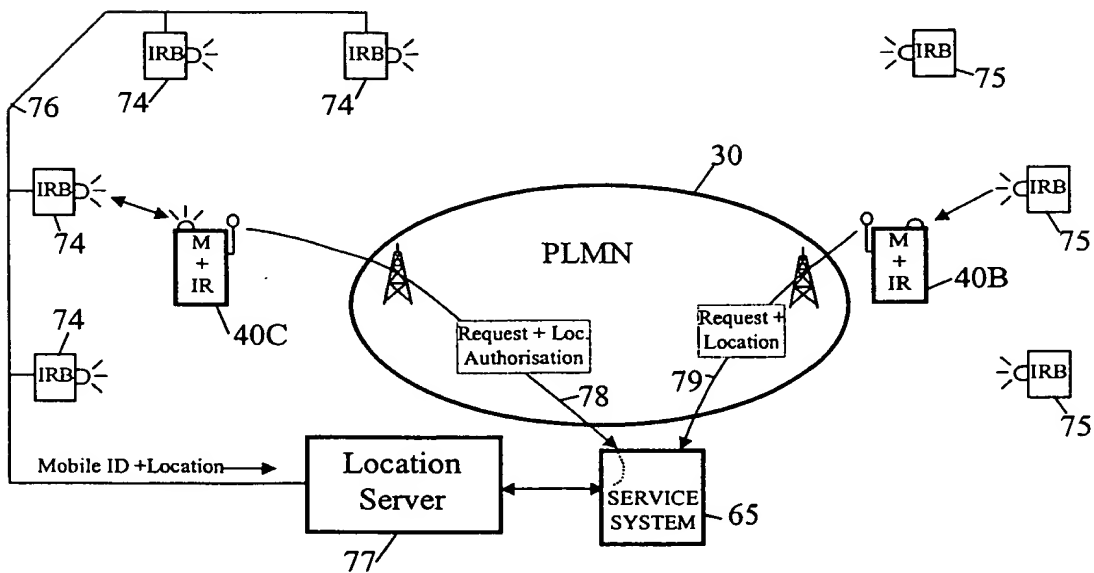 IRB
74
IRB
74
IRB
75
76
IRB
74
M
+
IR
40C
30
PLMN
IRB
75
M
+
IR
40B
Request + Loc.
Authorisation
Request +
Location
74
IRB
78
79
IRB
75
Mobile ID +Location
Location
Server
77
SERVICE
SYSTEM
65